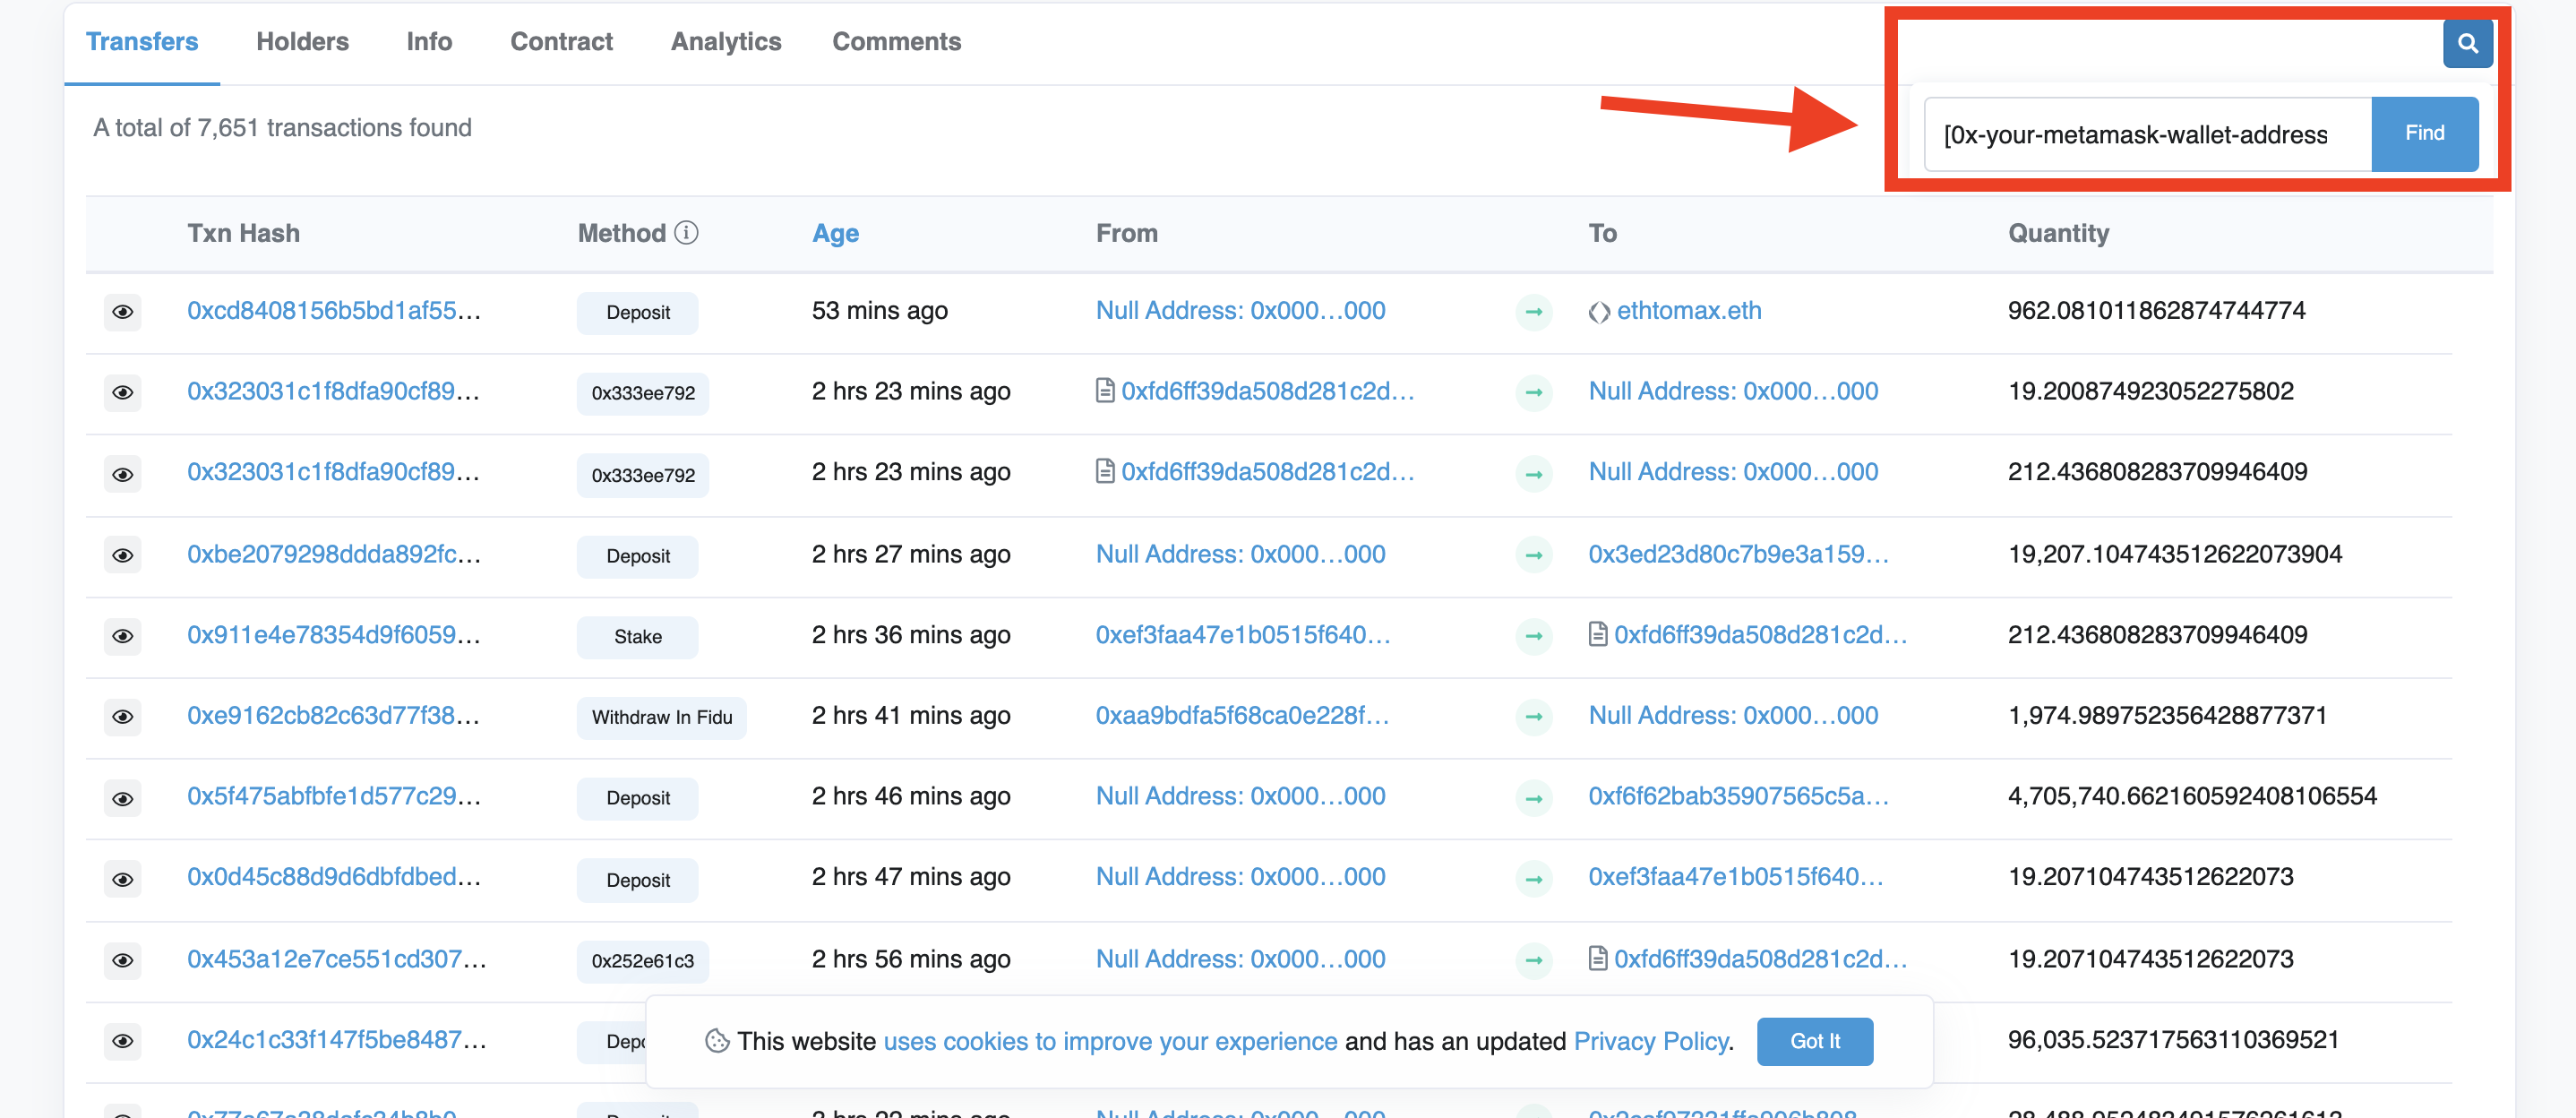 Transfers Holders Info Contract Analytics Comments
[0x-your-metamask-wallet-address Find
A total of 7,651 transactions found
Txn Hash Method Age From To Quantity
0xcd8408156b5bd1af55... Deposit 53 mins ago Null Address: 0x000...000 ethtomax.eth 962.081011862874744774
0x323031c1f8dfa90cf89... 0x333ee792 2 hrs 23 mins ago 0xfd6ff39da508d281c2d... Null Address: 0x000...000 19.200874923052275802
0x323031c1f8dfa90cf89... 0x333ee792 2 hrs 23 mins ago 0xfd6ff39da508d281c2d... Null Address: 0x000...000 212.436808283709946409
0xbe2079298ddda892fc... Deposit 2 hrs 27 mins ago Null Address: 0x000...000 0x3ed23d80c7b9e3a159... 19,207.104743512622073904
0x911e4e78354d9f6059... Stake 2 hrs 36 mins ago 0xef3faa47e1b0515f640... 0xfd6ff39da508d281c2d... 212.436808283709946409
0xe9162cb82c63d77f38... Withdraw In Fidu 2 hrs 41 mins ago 0xaa9bdfa5f68ca0e228f... Null Address: 0x000...000 1,974.989752356428877371
0x5f475abfbfe1d577c29... Deposit 2 hrs 46 mins ago Null Address: 0x000...000 0xf6f62bab35907565c5a... 4,705,740.662160592408106554
0x0d45c88d9d6dbfdbed... Deposit 2 hrs 47 mins ago Null Address: 0x000...000 0xef3faa47e1b0515f640... 19.207104743512622073
0x453a12e7ce551cd307... 0x252e61c3 2 hrs 56 mins ago Null Address: 0x000...000 0xfd6ff39da508d281c2d... 19.207104743512622073
0x24c1c33f147f5be8487... Depo 96,035.523717563110369521
This website uses cookies to improve your experience and has an updated Privacy Policy. Got It